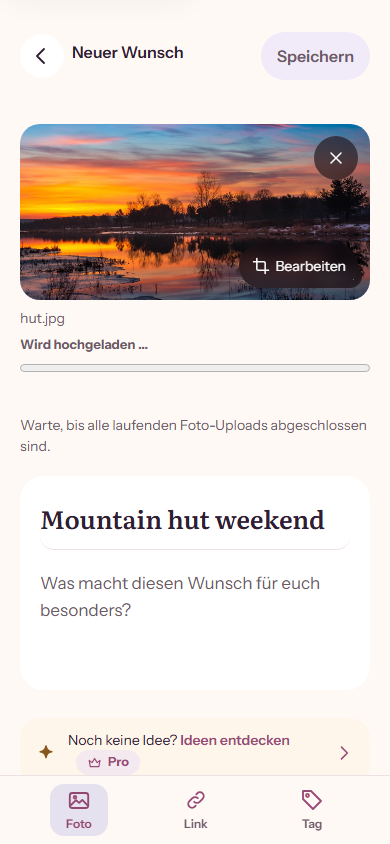 Neuer Wunsch
Speichern
Bearbeiten
hut.jpg
Wird hochgeladen ...
Warte, bis alle laufenden Foto-Uploads abgeschlossen
sind.
Mountain hut weekend
Was macht diesen Wunsch für euch
besonders?
Noch keine Idee? Ideen entdecken
Pro
Foto
Link
Tag